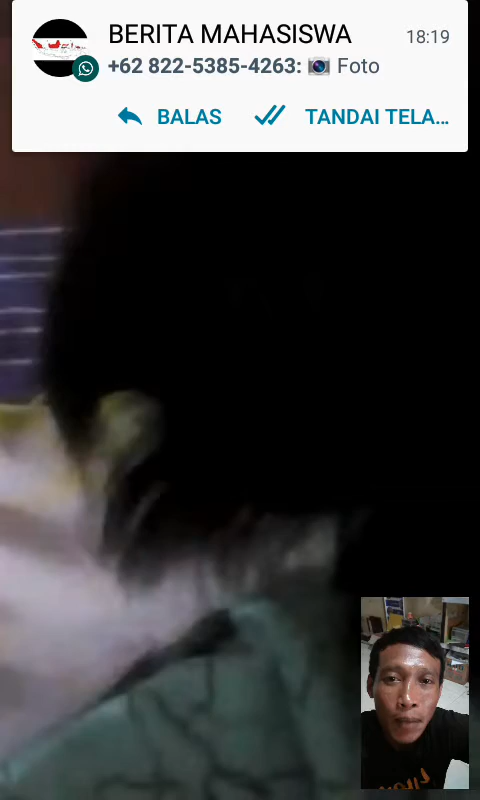 BERITA MAHASISWA 18:19
+62 822-5385-4263: 📷 Foto
BALAS TANDAI TELA...